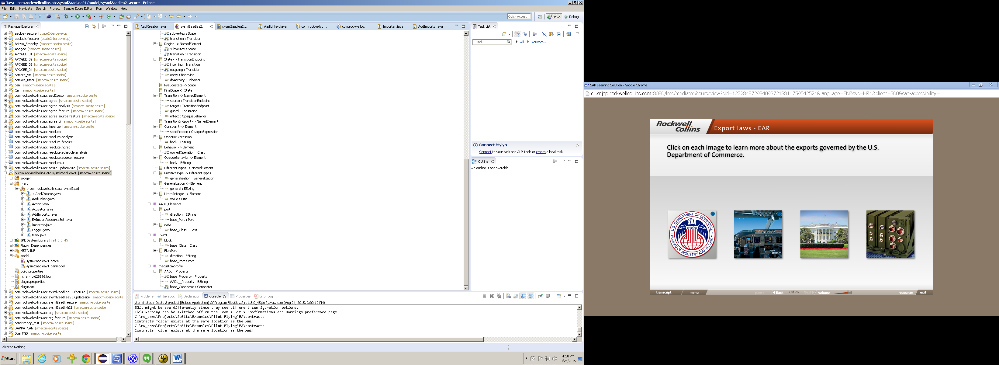 Java - com.rockwellcollins.atc.sysml2aadl.ea21/model/sysml2aadlea21.ecore - Eclipse
File Edit Navigate Search Project Sample Ecore Editor Run Window Help
Quick Access Java Debug
Package Explorer
aadlba-feature [osate2-ba develop]
aadlutils-feature [osate2-ba develop]
Active_Standby [smaccm-sosite sosite]
Apogee [smaccm-sosite sosite]
APOGEE_01 [smaccm-sosite sosite]
APOGEE_02 [smaccm-sosite sosite]
APOGEE_03 [smaccm-sosite sosite]
APOGEE_04 [smaccm-sosite sosite]
camera_vm [smaccm-sosite sosite]
camkes_timer [smaccm-sosite sosite]
can [smaccm-sosite sosite]
Car [smaccm-sosite sosite]
com.rockwellcollins.atc.aadl2sexp [smaccm-sosite sosite]
com.rockwellcollins.atc.agree [smaccm-sosite sosite]
com.rockwellcollins.atc.agree.analysis [smaccm-sosite sosite]
com.rockwellcollins.atc.agree.feature [smaccm-sosite sosite]
com.rockwellcollins.atc.agree.source.feature [smaccm-sosite sosite]
com.rockwellcollins.atc.agree.ui [smaccm-sosite sosite]
com.rockwellcollins.atc.linearize [smaccm-sosite sosite]
com.rockwellcollins.atc.resolute
com.rockwellcollins.atc.resolute.analysis
com.rockwellcollins.atc.resolute.feature
com.rockwellcollins.atc.resolute.ngrep
com.rockwellcollins.atc.resolute.schedule.analysis
com.rockwellcollins.atc.resolute.source.feature
com.rockwellcollins.atc.resolute.ui
com.rockwellcollins.atc.sosite.update.site [smaccm-sosite sosite]
> com.rockwellcollins.atc.sysml2aadl.ea21 [smaccm-sosite sosite]
src-gen
> src
> com.rockwellcollins.atc.sysml2aadl
> AadlCreator.java
AadlLinker.java
Action.java
Activator.java
AddImports.java
EAImportResourceSet.java
Importer.java
Logger.java
Main.java
JRE System Library [jre1.8.0_45]
Plug-in Dependencies
META-INF
model
sysml2aadlea21.ecore
sysml2aadlea21.genmodel
build.properties
hs_err_pid28996.log
plugin.properties
plugin.xml
com.rockwellcollins.atc.sysml2aadl.ea21.feature [smaccm-sosite sosite]
com.rockwellcollins.atc.sysml2aadl.ea21.updatesite [smaccm-sosite sosite]
com.rockwellcollins.atc.sysml2aadl.feature [smaccm-sosite sosite]
com.rockwellcollins.atc.sysml2aadl.rh21 [smaccm-sosite sosite]
com.rockwellcollins.atc.tcg [smaccm-sosite sosite]
com.rockwellcollins.atc.tcg.feature [smaccm-sosite sosite]
consistency_test [smaccm-sosite sosite]
DARPA_CAN [smaccm-sosite sosite]
Dual FGS [smaccm-sosite sosite]
AadlCreator.java sysml2aadlea2... sysml2aadlea2... AadlLinker.java com.rockwellco... com.rockwellco... Importer.java AddImports.java
subvertex : State
transition : Transition
Region -> NamedElement
subvertex : State
transition : Transition
State -> TransitionEndpoint
incoming : Transition
outgoing : Transition
entry : Behavior
doActivity : Behavior
Pseudostate -> State
FinalState -> State
Transition -> NamedElement
source : TransitionEndpoint
target : TransitionEndpoint
guard : Constraint
effect : OpaqueBehavior
TransitionEndpoint -> NamedElement
Constraint -> Element
specification : OpaqueExpression
OpaqueExpression
body : EString
Behavior -> Element
ownedOperation : Class
OpaqueBehavior -> Element
body : EString
DifferentTypes -> NamedElement
PrimitiveType -> DifferentTypes
generalization : Generalization
Generalization -> Element
general : EString
LiteralInteger -> Element
value : EInt
AADL_Elements
port
direction : EString
base_Port : Port
data
base_Class : Class
SysML
block
base_Class : Class
FlowPort
direction : EString
base_Port : Port
thecustomprofile
AADL__Property
base_Property : Property
AADL__Property : EString
base_Connector : Connector
Task List
Find All Activate...
Connect Mylyn
Connect to your task and ALM tools or create a local task.
Outline
An outline is not available.
Problems Javadoc Declaration Console Properties Error Log
<terminated> Osate 2 product [Eclipse Application] C:\Program Files\Java\jre1.8.0_45\bin\javaw.exe (Aug 24, 2015, 3:00:10 PM)
EGit might behave differently since they see different configuration options.
This warning can be switched off on the Team > Git > Confirmations and Warnings preference page.
C:\rw_apps\Projects\SoSite\Examples\Pilot Flying\EA\contracts
Contracts folder exists at the same location as the xmi!
C:\rw_apps\Projects\SoSite\Examples\Pilot Flying\EA\contracts
Contracts folder exists at the same location as the xmi!
Selected Nothing
Start
4:20 PM
8/24/2015
SAP Learning Solution - Google Chrome
ciusrjbp.rockwellcollins.com:8080/lms/mediator/courseview?sid=12728487298409372188147595425​21&language=EN&sys=HR1&client=300&sap-accessibility=
Rockwell Collins
Export laws - EAR
Click on each image to learn more about the exports governed by the U.S.
Department of Commerce.
U.S. DEPARTMENT OF COMMERCE
BUREAU OF INDUSTRY AND SECURITY
transcript menu pause Back 7 of 26 Next volume resources exit